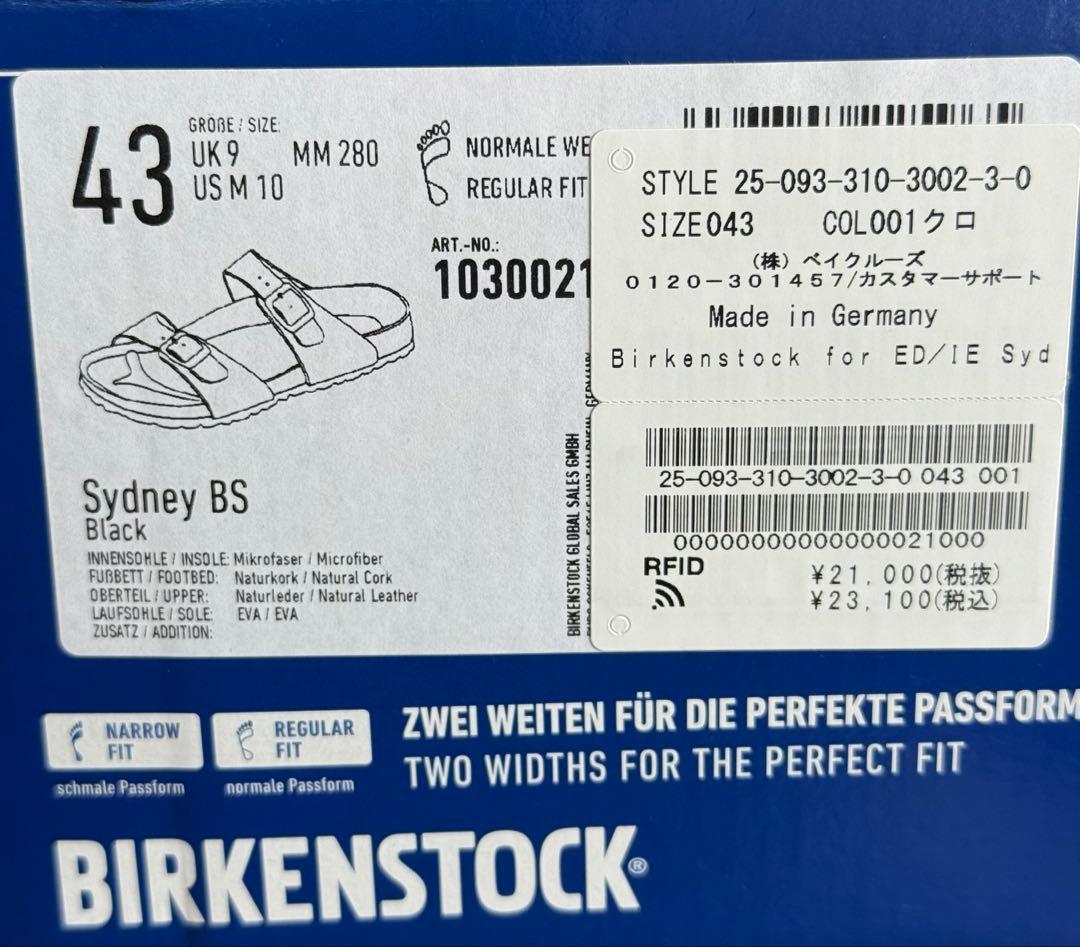 43
GRÖßE / SIZE:
UK 9 MM 280
US M 10
NORMALE WE
REGULAR FIT
ART.-NO.:
1030021
STYLE 25-093-310-3002-3-0
SIZE043 COL001クロ
(株) ベイクルーズ
0120-301457/カスタマーサポート
Made in Germany
Birkenstock for ED/IE Syd
25-093-310-3002-3-0 043 001
00000000000000021000
RFID
¥21,000(税抜)
¥23,100(税込)
Sydney BS
Black
INNENSOHLE / INSOLE: Mikrofaser / Microfiber
FUßBETT / FOOTBED: Naturkork / Natural Cork
OBERTEIL / UPPER: Naturleder / Natural Leather
LAUFSOHLE / SOLE: EVA / EVA
ZUSATZ / ADDITION:
BIRKENSTOCK GLOBAL SALES GMBH
NARROW FIT
schmale Passform
REGULAR FIT
normale Passform
ZWEI WEITEN FÜR DIE PERFEKTE PASSFORM
TWO WIDTHS FOR THE PERFECT FIT
BIRKENSTOCK®